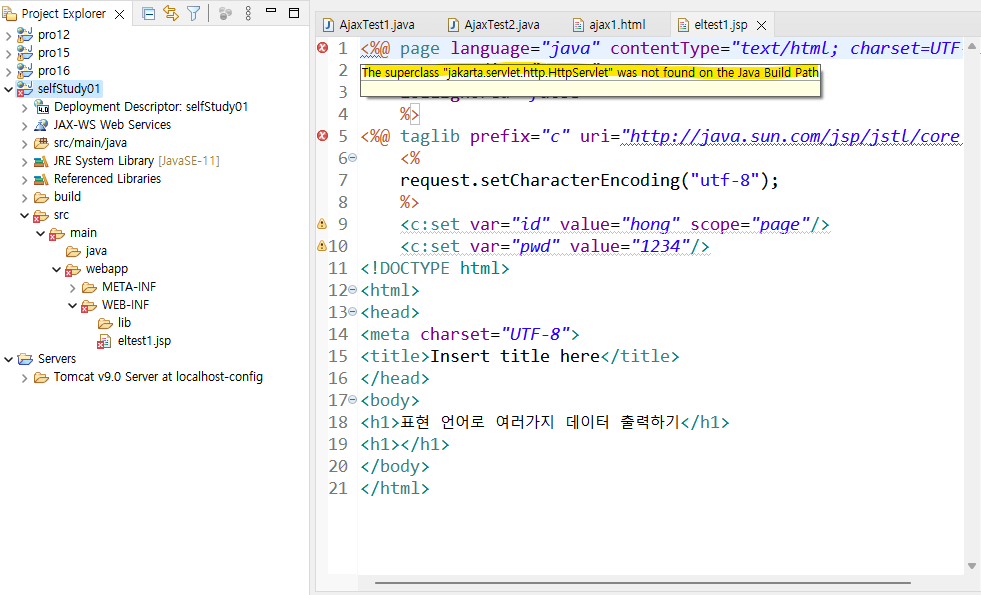 Project Explorer
pro12
pro15
pro16
selfStudy01
Deployment Descriptor: selfStudy01
JAX-WS Web Services
src/main/java
JRE System Library [JavaSE-11]
Referenced Libraries
build
src
main
java
webapp
META-INF
WEB-INF
lib
eltest1.jsp
Servers
Tomcat v9.0 Server at localhost-config
AjaxTest1.java AjaxTest2.java ajax1.html eltest1.jsp
1 <%@ page language="java" contentType="text/html; charset=UTF-
2
The superclass "jakarta.servlet.http.HttpServlet" was not found on the Java Build Path
3
4 %>
5 <%@ taglib prefix="c" uri="http://java.sun.com/jsp/jstl/core
6 <%
7 request.setCharacterEncoding("utf-8");
8 %>
9 <c:set var="id" value="hong" scope="page"/>
10 <c:set var="pwd" value="1234"/>
11 <!DOCTYPE html>
12 <html>
13 <head>
14 <meta charset="UTF-8">
15 <title>Insert title here</title>
16 </head>
17 <body>
18 <h1>표현 언어로 여러가지 데이터 출력하기</h1>
19 <h1></h1>
20 </body>
21 </html>